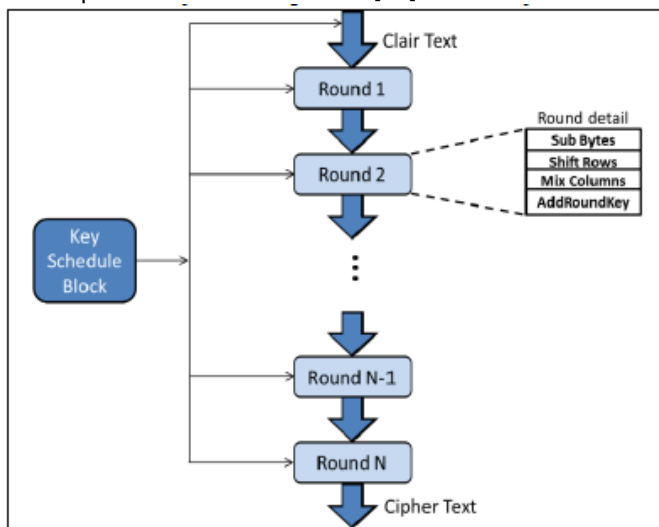 Clair Text
Round 1
Round detail
Sub Bytes
Shift Rows
Mix Columns
AddRoundKey
Round 2
Key
Schedule
Block
Round N-1
Round N
Cipher Text